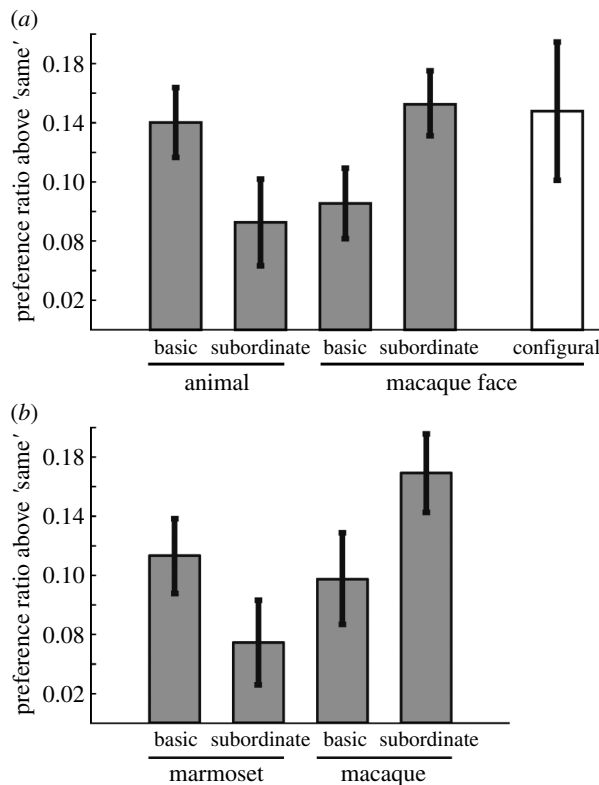 (a)
preference ratio above 'same'
0.18
0.14
0.10
0.08
0.02
basic subordinate basic subordinate configural
animal macaque face
(b)
preference ratio above 'same'
0.18
0.14
0.10
0.08
0.02
basic subordinate basic subordinate
marmoset macaque